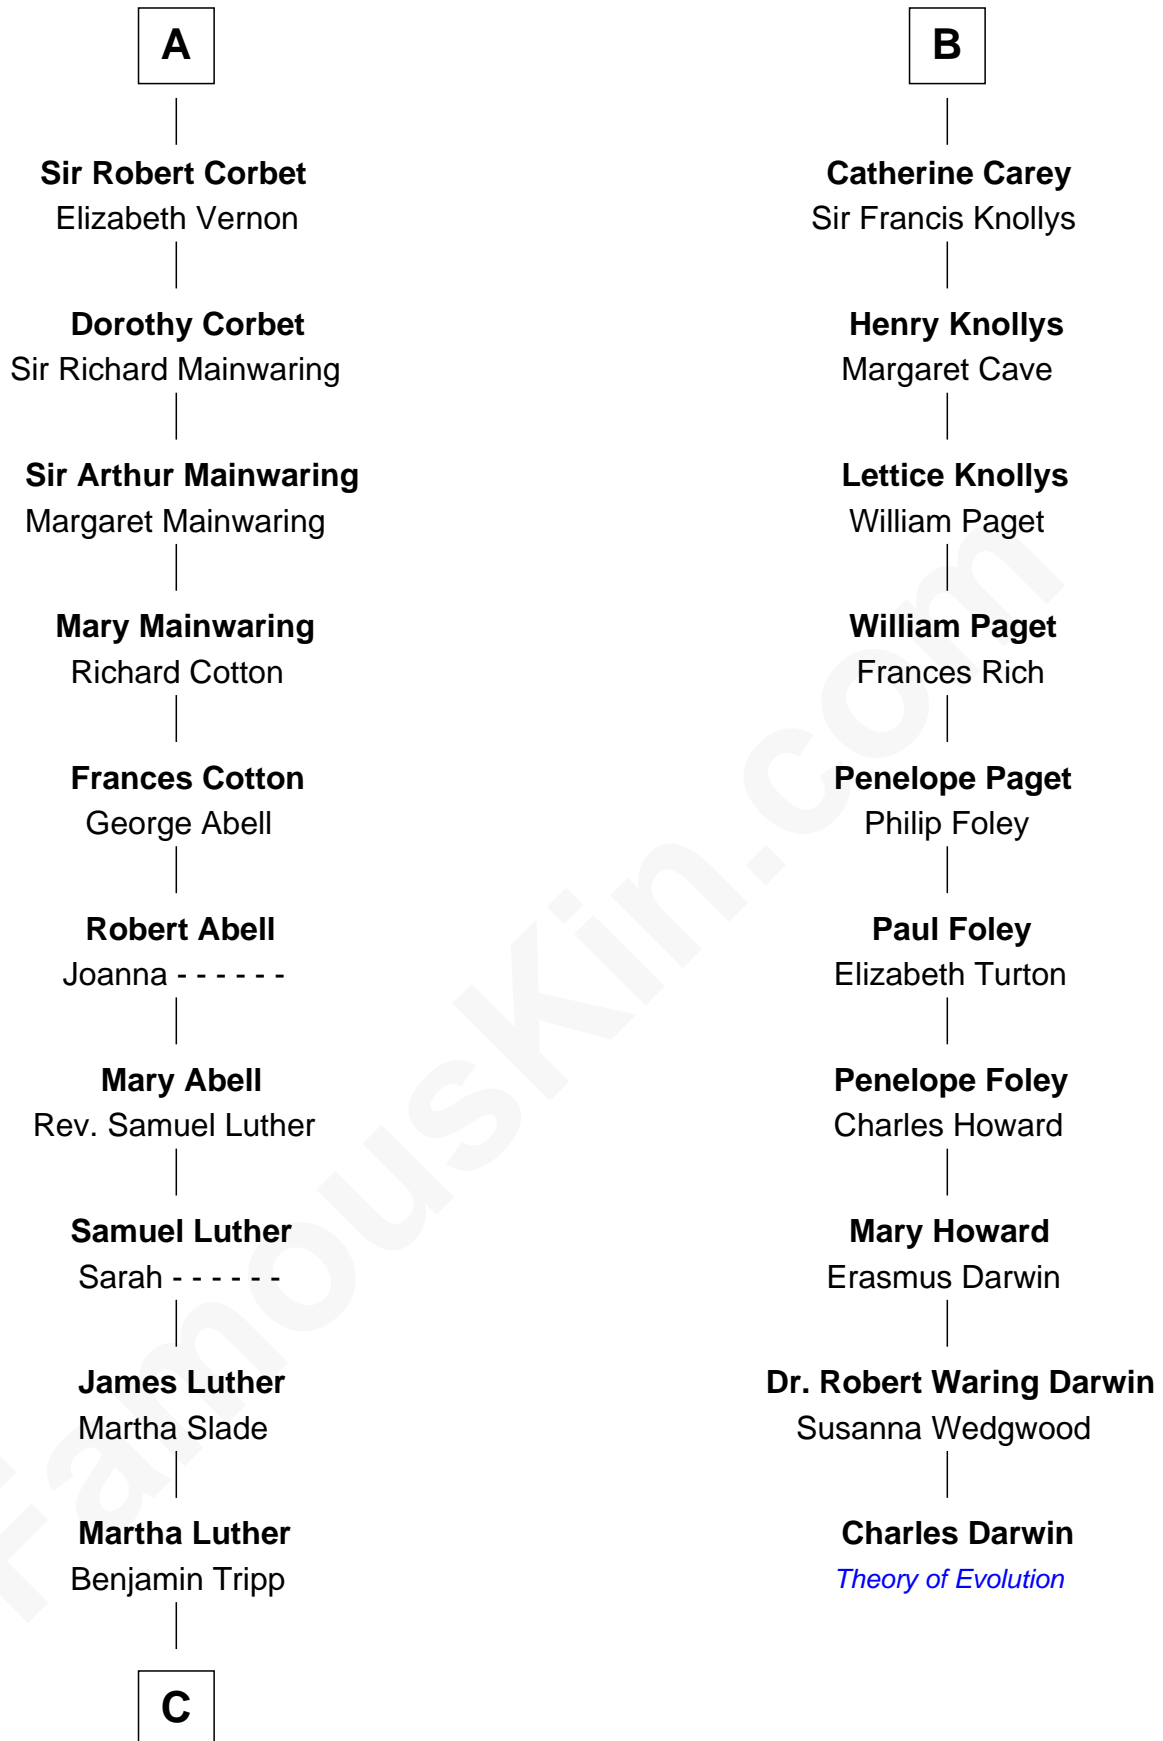 A
Sir Robert Corbet
Elizabeth Vernon
Dorothy Corbet
Sir Richard Mainwaring
Sir Arthur Mainwaring
Margaret Mainwaring
Mary Mainwaring
Richard Cotton
Frances Cotton
George Abell
Robert Abell
Joanna - - - - - -
Mary Abell
Rev. Samuel Luther
Samuel Luther
Sarah - - - - - -
James Luther
Martha Slade
Martha Luther
Benjamin Tripp
C
B
Catherine Carey
Sir Francis Knollys
Henry Knollys
Margaret Cave
Lettice Knollys
William Paget
William Paget
Frances Rich
Penelope Paget
Philip Foley
Paul Foley
Elizabeth Turton
Penelope Foley
Charles Howard
Mary Howard
Erasmus Darwin
Dr. Robert Waring Darwin
Susanna Wedgwood
Charles Darwin
Theory of Evolution
FamousKin.com